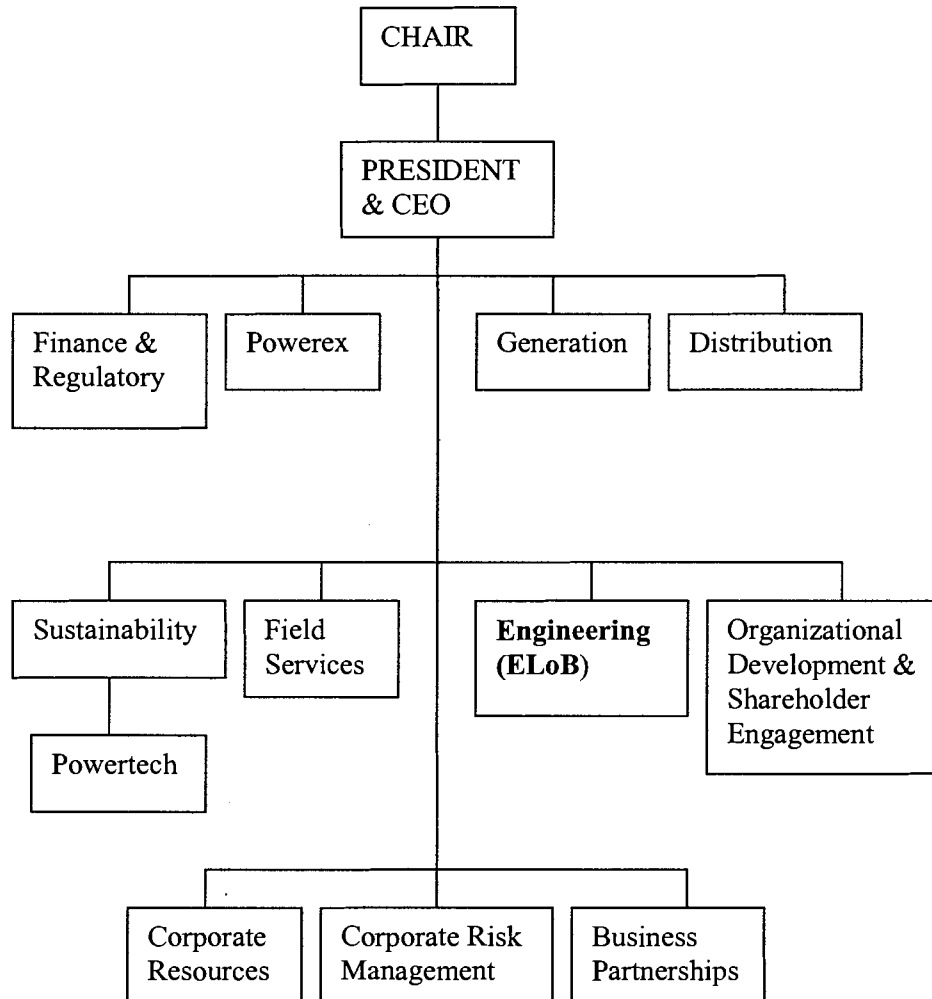 CHAIR
PRESIDENT
& CEO
Finance &
Regulatory
Powerex
Generation
Distribution
Sustainability
Field
Services
Engineering
(ELoB)
Organizational
Development &
Shareholder
Engagement
Powertech
Corporate
Resources
Corporate Risk
Management
Business
Partnerships